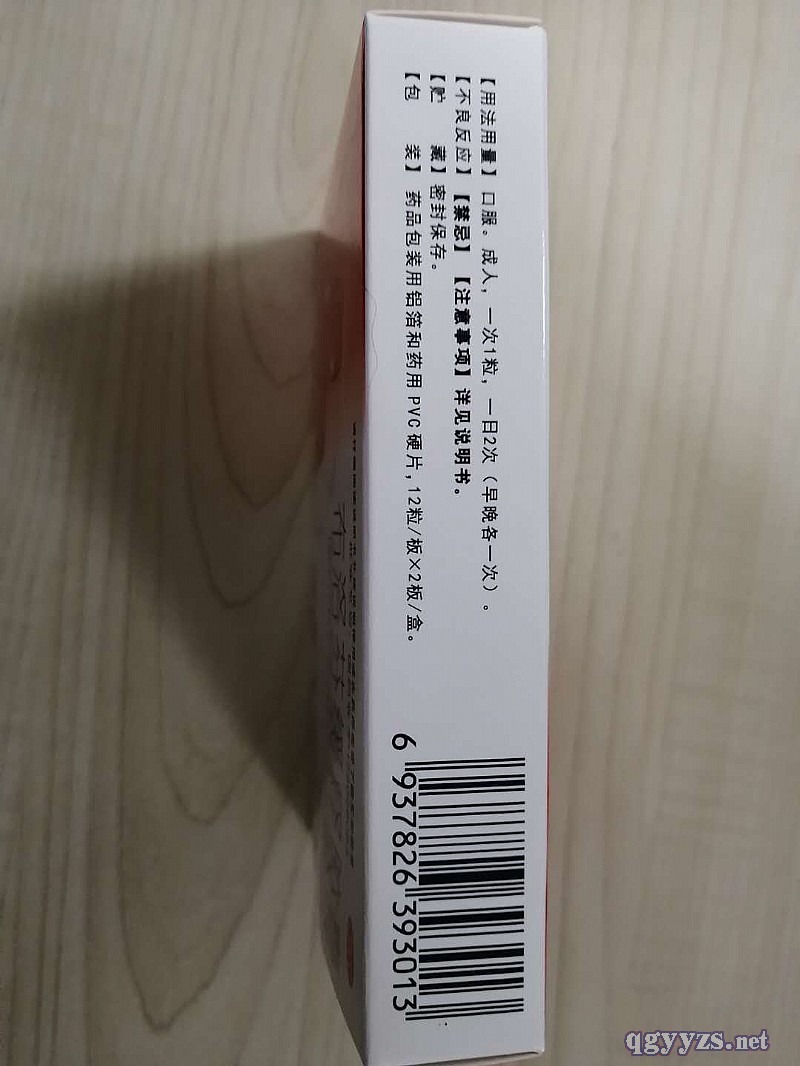 【用法用量】 口服。成人，一次1粒，一日2次（早晚各一次）。
【不良反应】【禁忌】【注意事项】详见说明书。
【贮 藏】密封保存。
【包 装】 药品包装用铝箔和药用PVC硬片，12粒/板×2板/盒。
6 937826 393013
qgyyzs.net